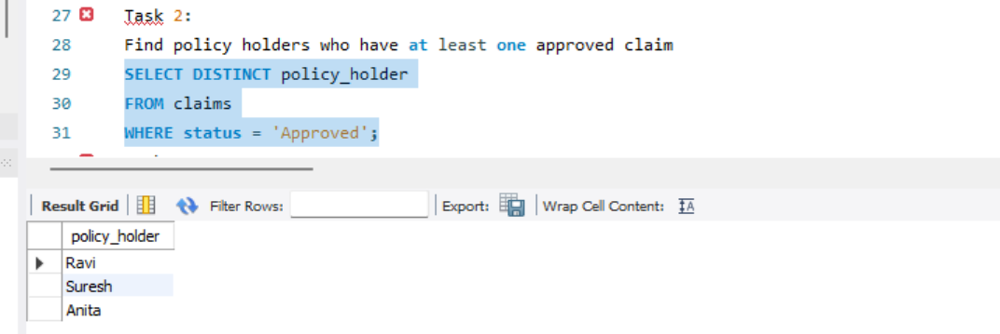 27 Task 2:
28 Find policy holders who have at least one approved claim
29 SELECT DISTINCT policy_holder
30 FROM claims
31 WHERE status = 'Approved';
Result Grid Filter Rows: Export: Wrap Cell Content:
policy_holder
Ravi
Suresh
Anita